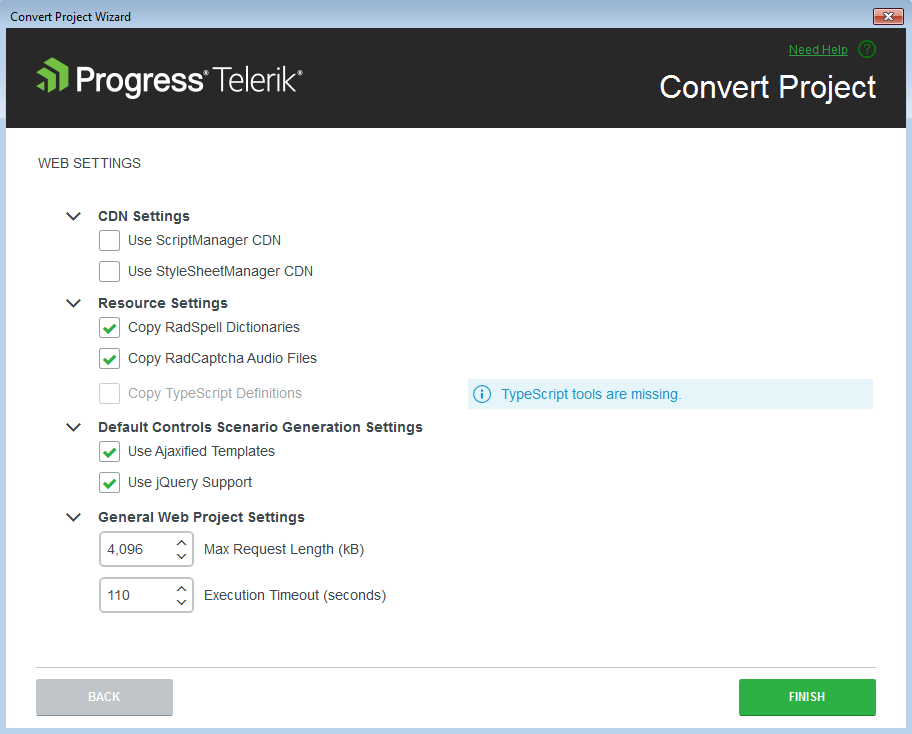 Convert Project Wizard
Need Help ?
Progress® Telerik®
Convert Project
WEB SETTINGS
CDN Settings
Use ScriptManager CDN
Use StyleSheetManager CDN
Resource Settings
Copy RadSpell Dictionaries
Copy RadCaptcha Audio Files
Copy TypeScript Definitions
TypeScript tools are missing.
Default Controls Scenario Generation Settings
Use Ajaxified Templates
Use jQuery Support
General Web Project Settings
4,096 Max Request Length (kB)
110 Execution Timeout (seconds)
BACK
FINISH